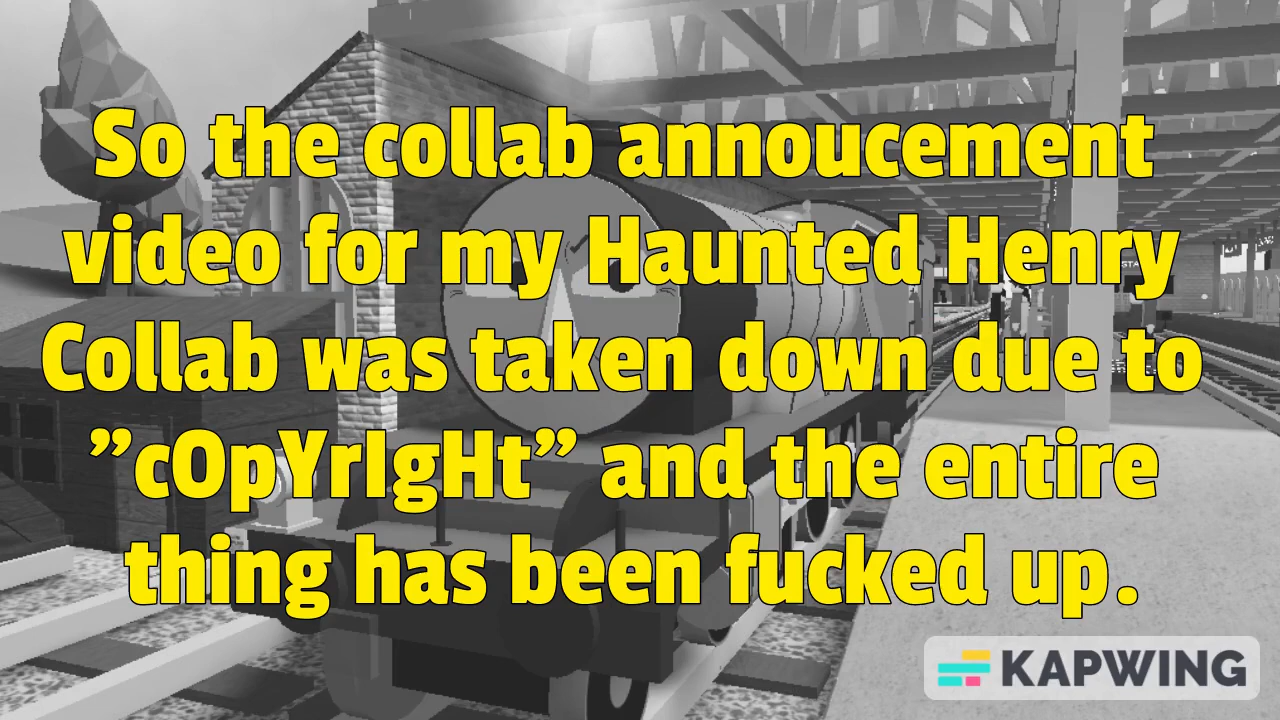 So the collab annoucement
video for my Haunted Henry
Collab was taken down due to
”cOpYrIgHt” and the entire
thing has been fucked up.
STA
KAPWING